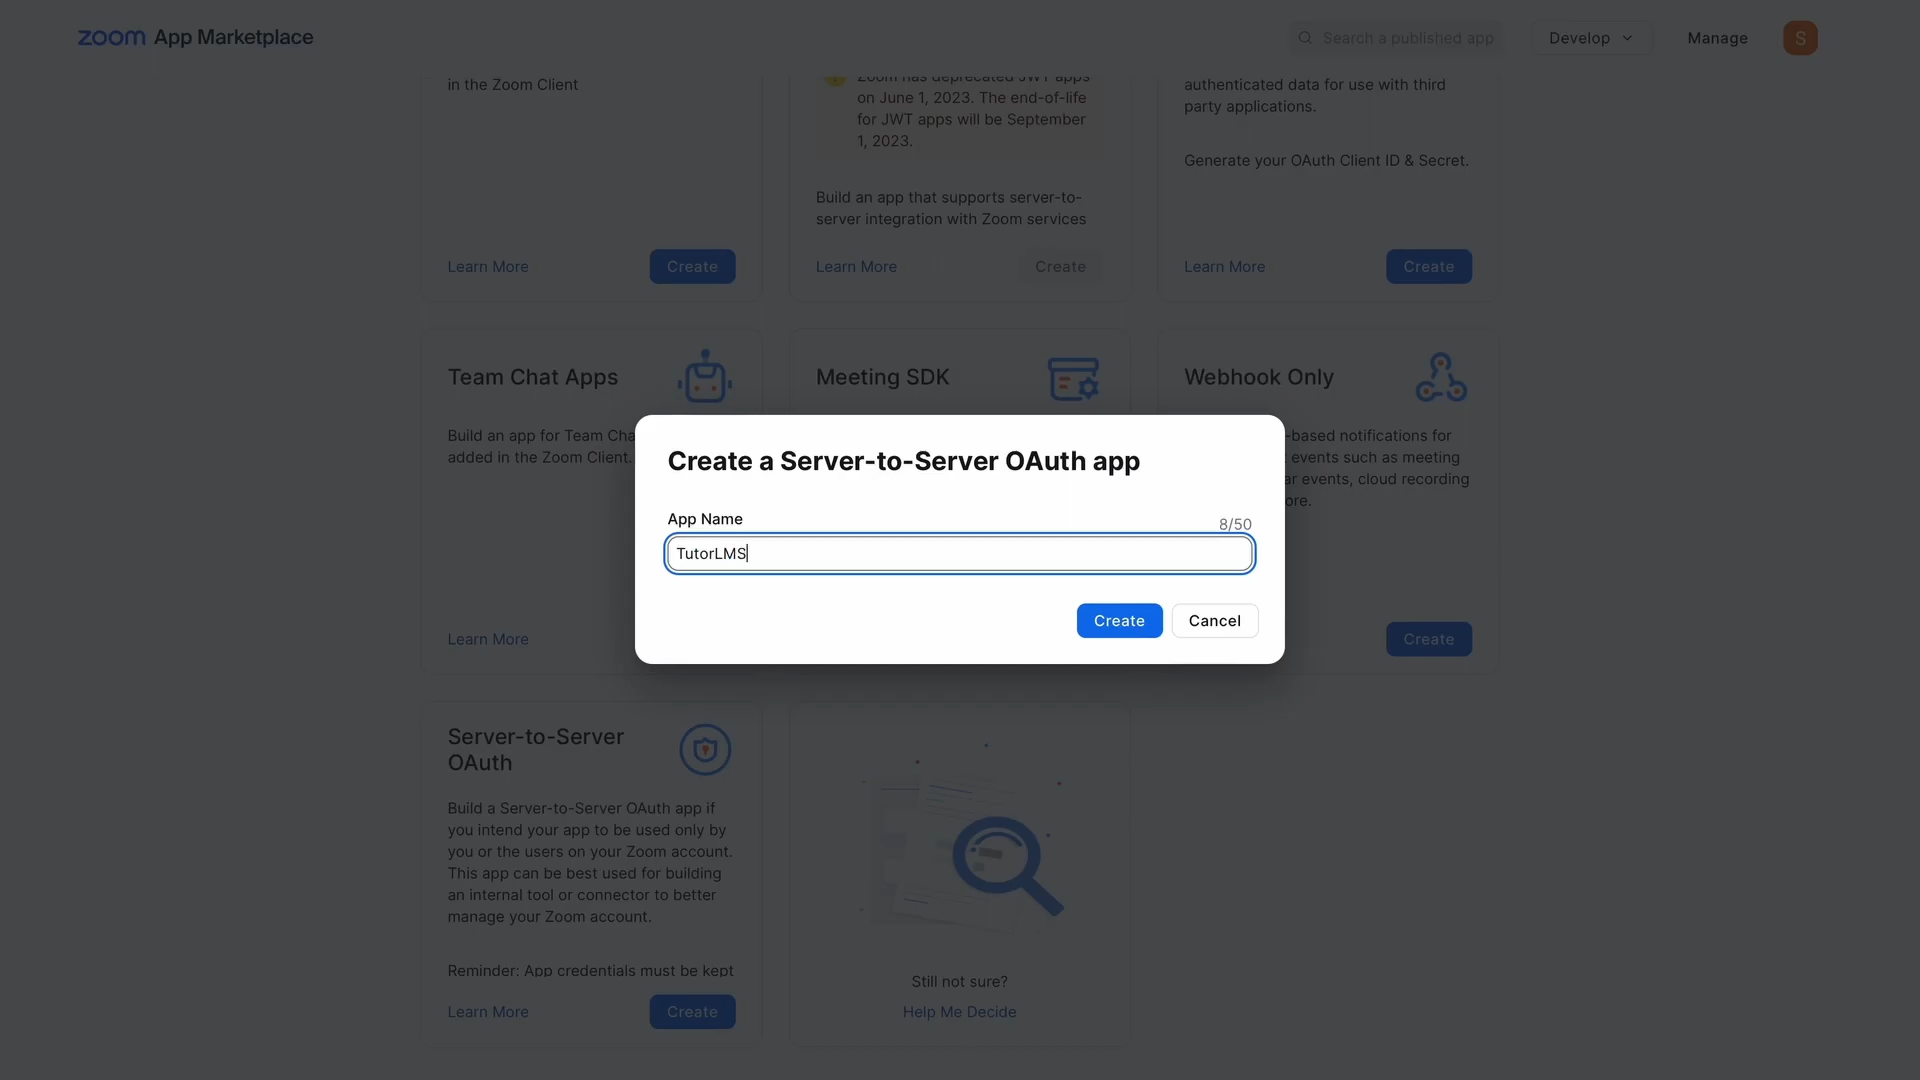 zoom App Marketplace
Search a published app
Develop
Manage
S
in the Zoom Client
Learn More
Create
Zoom has deprecated JWT apps
on June 1, 2023. The end-of-life
for JWT apps will be September
1, 2023.
Build an app that supports server-to-
server integration with Zoom services
Learn More
Create
authenticated data for use with third
party applications.
Generate your OAuth Client ID & Secret.
Learn More
Create
Team Chat Apps
Build an app for Team Cha
added in the Zoom Client.
Learn More
Meeting SDK
Webhook Only
-based notifications for
events such as meeting
ar events, cloud recording
ore.
Create
Create a Server-to-Server OAuth app
App Name
8/50
TutorLMS
Create
Cancel
Server-to-Server
OAuth
Build a Server-to-Server OAuth app if
you intend your app to be used only by
you or the users on your Zoom account.
This app can be best used for building
an internal tool or connector to better
manage your Zoom account.
Reminder: App credentials must be kept
Learn More
Create
Still not sure?
Help Me Decide